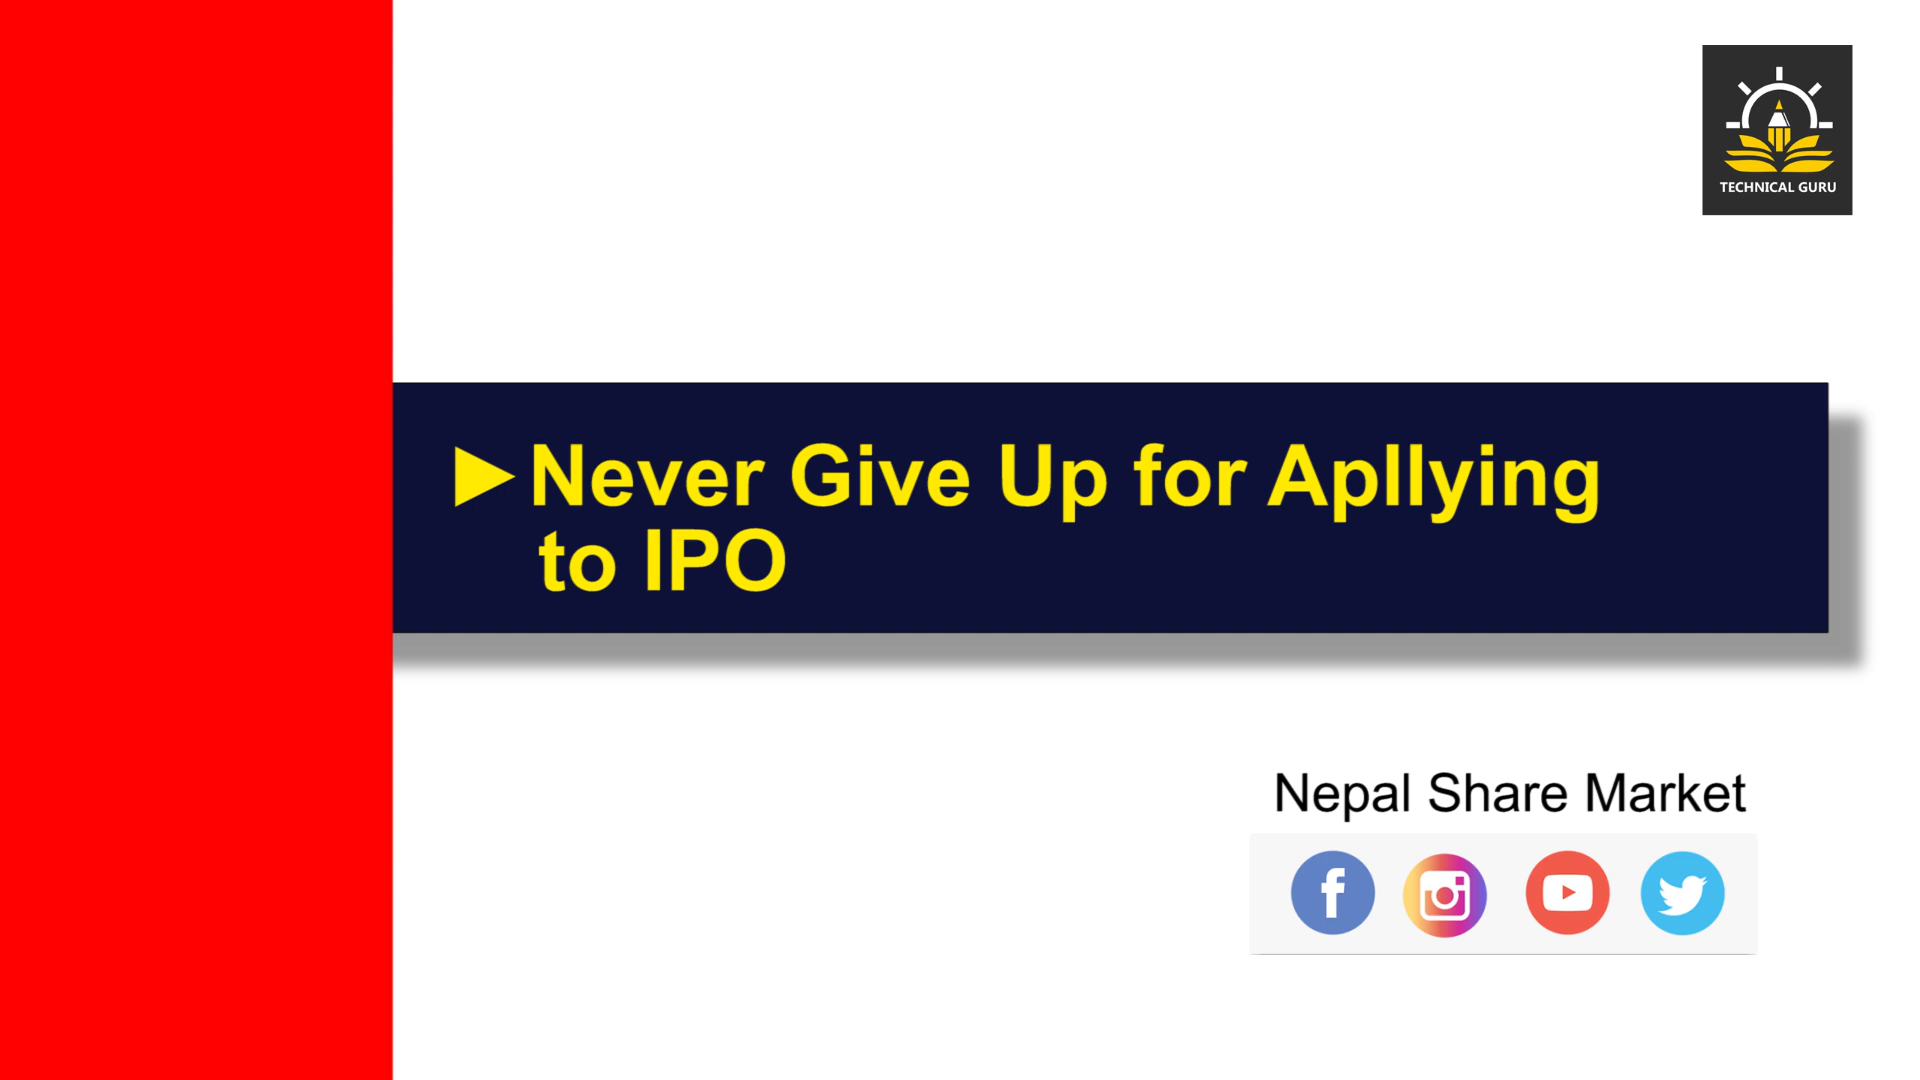 TECHNICAL GURU
►Never Give Up for Apllying
to IPO
Nepal Share Market